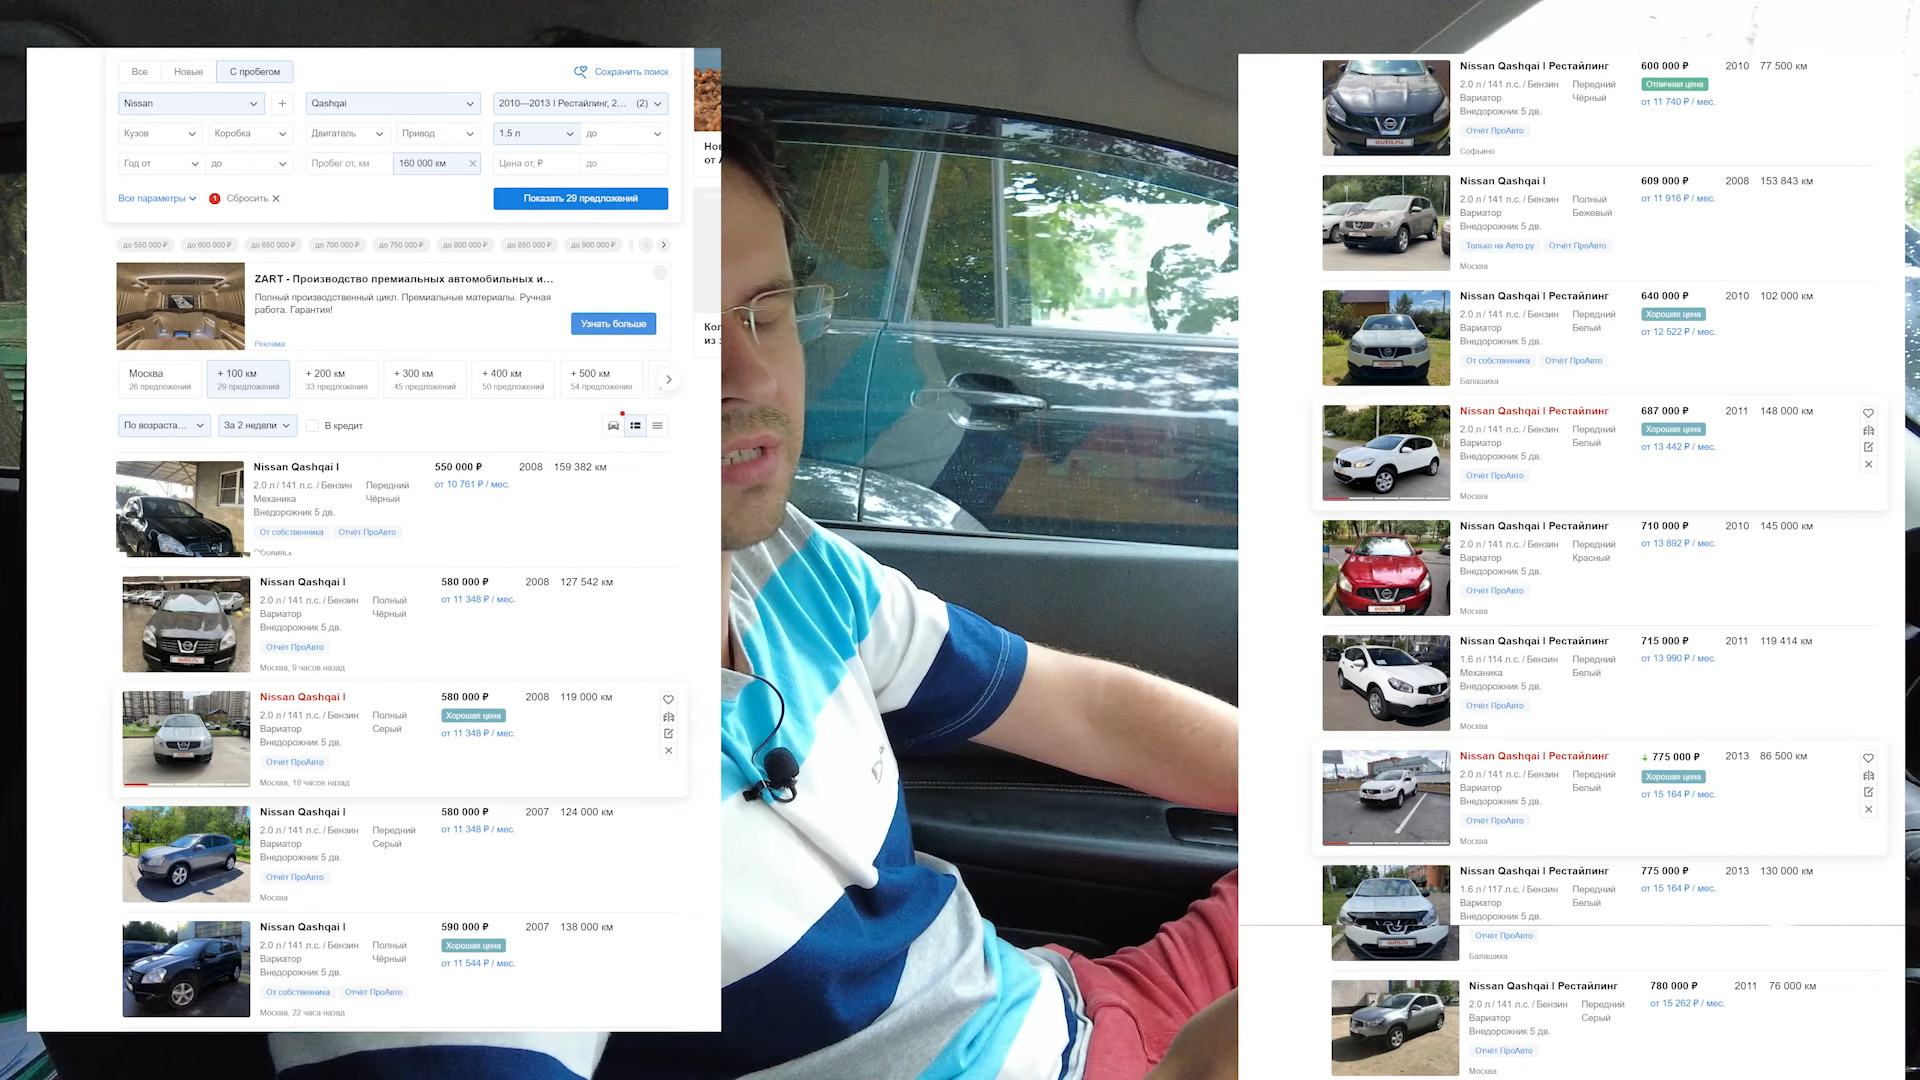 Все
Новые
С пробегом
Сохранить поиск
Nissan
Qashqai
2010—2013 I Рестайлинг, 2... (2)
Кузов
Коробка
Двигатель
Привод
1.5 л
до
Год от
до
Пробег от, км
160 000 км
Цена от, ₽
до
Все параметры
1
Сбросить
Показать 29 предложений
до 550 000 ₽
до 600 000 ₽
до 650 000 ₽
до 700 000 ₽
до 750 000 ₽
до 800 000 ₽
до 850 000 ₽
до 900 000 ₽
ZART - Производство премиальных автомобильных и...
Полный производственный цикл. Премиальные материалы. Ручная
работа. Гарантия!
Узнать больше
Реклама
Москва
26 предложений
+ 100 км
29 предложений
+ 200 км
33 предложения
+ 300 км
45 предложений
+ 400 км
50 предложений
+ 500 км
54 предложения
По возраста...
За 2 недели
В кредит
Nissan Qashqai I 550 000 ₽ 2008 159 382 км
от 10 761 ₽ / мес.
2.0 л / 141 л.с. / Бензин Передний
Механика Чёрный
Внедорожник 5 дв.
От собственника Отчёт ПроАвто
Nissan Qashqai I 580 000 ₽ 2008 127 542 км
от 11 348 ₽ / мес.
2.0 л / 141 л.с. / Бензин Полный
Вариатор Чёрный
Внедорожник 5 дв.
Отчёт ПроАвто
Москва, 9 часов назад
Nissan Qashqai I 580 000 ₽ 2008 119 000 км
2.0 л / 141 л.с. / Бензин Полный Хорошая цена
Вариатор Серый от 11 348 ₽ / мес.
Внедорожник 5 дв.
Отчёт ПроАвто
Москва, 18 часов назад
Nissan Qashqai I 580 000 ₽ 2007 124 000 км
2.0 л / 141 л.с. / Бензин Передний от 11 348 ₽ / мес.
Вариатор Серый
Внедорожник 5 дв.
Отчёт ПроАвто
Москва
Nissan Qashqai I 590 000 ₽ 2007 138 000 км
2.0 л / 141 л.с. / Бензин Полный Хорошая цена
Вариатор Чёрный от 11 544 ₽ / мес.
Внедорожник 5 дв.
От собственника Отчёт ПроАвто
Москва, 22 часа назад
Нов
от А
Кол
из з
Nissan Qashqai I Рестайлинг 600 000 ₽ 2010 77 500 км
2.0 л / 141 л.с. / Бензин Передний Отличная цена
Вариатор Чёрный от 11 740 ₽ / мес.
Внедорожник 5 дв.
Отчёт ПроАвто
auto.ru
Софьино
Nissan Qashqai I 609 000 ₽ 2008 153 843 км
2.0 л / 141 л.с. / Бензин Полный от 11 916 ₽ / мес.
Вариатор Бежевый
Внедорожник 5 дв.
Только на Авто ру Отчёт ПроАвто
Москва
Nissan Qashqai I Рестайлинг 640 000 ₽ 2010 102 000 км
2.0 л / 141 л.с. / Бензин Передний Хорошая цена
Вариатор Белый от 12 522 ₽ / мес.
Внедорожник 5 дв.
От собственника Отчёт ПроАвто
Балашиха
Nissan Qashqai I Рестайлинг 687 000 ₽ 2011 148 000 км
2.0 л / 141 л.с. / Бензин Передний Хорошая цена
Вариатор Белый от 13 442 ₽ / мес.
Внедорожник 5 дв.
Отчёт ПроАвто
Москва
Nissan Qashqai I Рестайлинг 710 000 ₽ 2010 145 000 км
2.0 л / 141 л.с. / Бензин Передний от 13 892 ₽ / мес.
Вариатор Красный
Внедорожник 5 дв.
Отчёт ПроАвто
auto.ru
Москва
Nissan Qashqai I Рестайлинг 715 000 ₽ 2011 119 414 км
1.6 л / 114 л.с. / Бензин Передний от 13 990 ₽ / мес.
Механика Белый
Внедорожник 5 дв.
Отчёт ПроАвто
Москва
Nissan Qashqai I Рестайлинг 775 000 ₽ 2013 86 500 км
2.0 л / 141 л.с. / Бензин Передний Хорошая цена
Вариатор Белый от 15 164 ₽ / мес.
Внедорожник 5 дв.
Отчёт ПроАвто
Москва
Nissan Qashqai I Рестайлинг 775 000 ₽ 2013 130 000 км
1.6 л / 117 л.с. / Бензин Передний от 15 164 ₽ / мес.
Вариатор Белый
Внедорожник 5 дв.
Отчёт ПроАвто
auto.ru
Балашиха
Nissan Qashqai I Рестайлинг 780 000 ₽ 2011 76 000 км
2.0 л / 141 л.с. / Бензин Передний от 15 262 ₽ / мес.
Вариатор Серый
Внедорожник 5 дв.
Отчёт ПроАвто
Москва